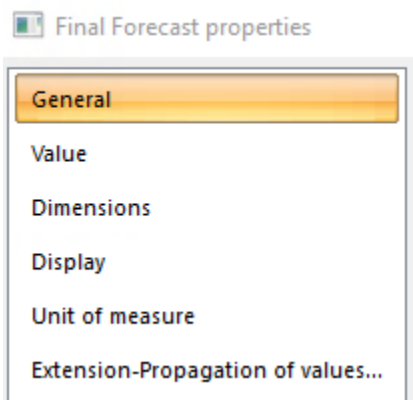 Final Forecast properties
General
Value
Dimensions
Display
Unit of measure
Extension-Propagation of values...